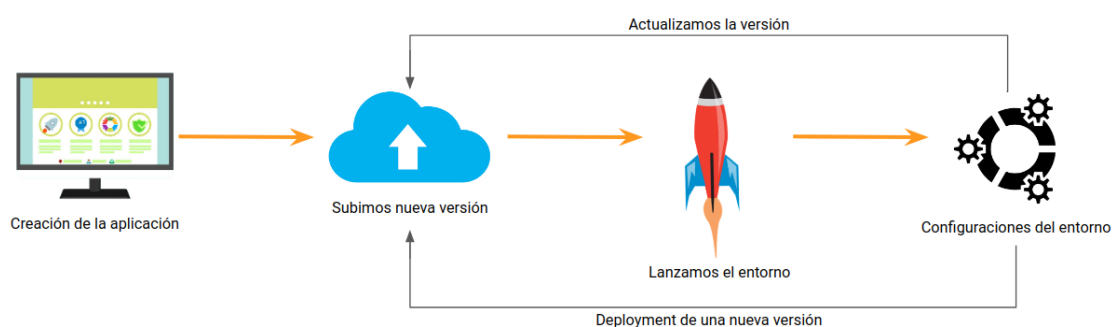 Actualizamos la versión
Creación de la aplicación
Subimos nueva versión
Lanzamos el entorno
Configuraciones del entorno
Deployment de una nueva versión